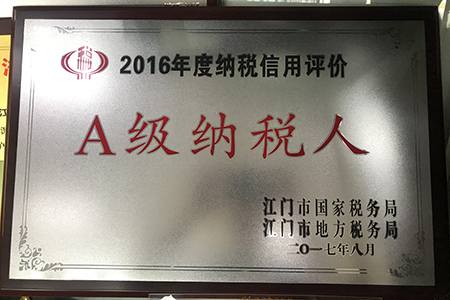 2016年度纳税信用评价
A级纳税人
江门市国家税务局
江门市地方税务局
二〇一七年八月